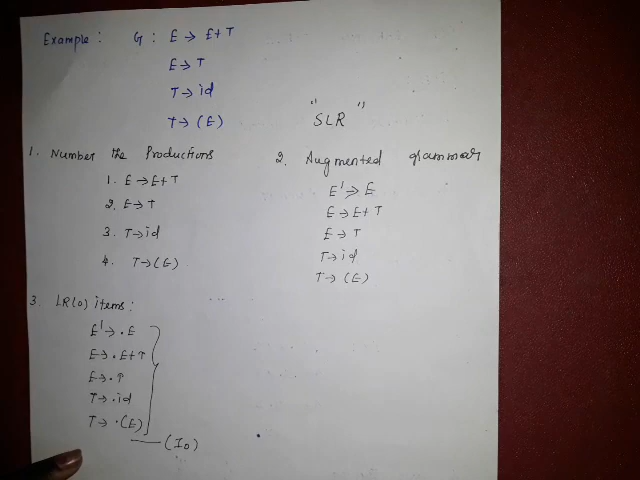 Example : G : E → E+T
E → T
T → id
T → (E)
"SLR"
1. Number the Productions
1. E → E+T
2. E → T
3. T → id
4. T → (E)
2. Augmented grammar
E' → E
E → E+T
E → T
T → id
T → (E)
3. LR(0) items :
E' → .E
E → .E+T
E → .T
T → .id
T → .(E)
(I0)